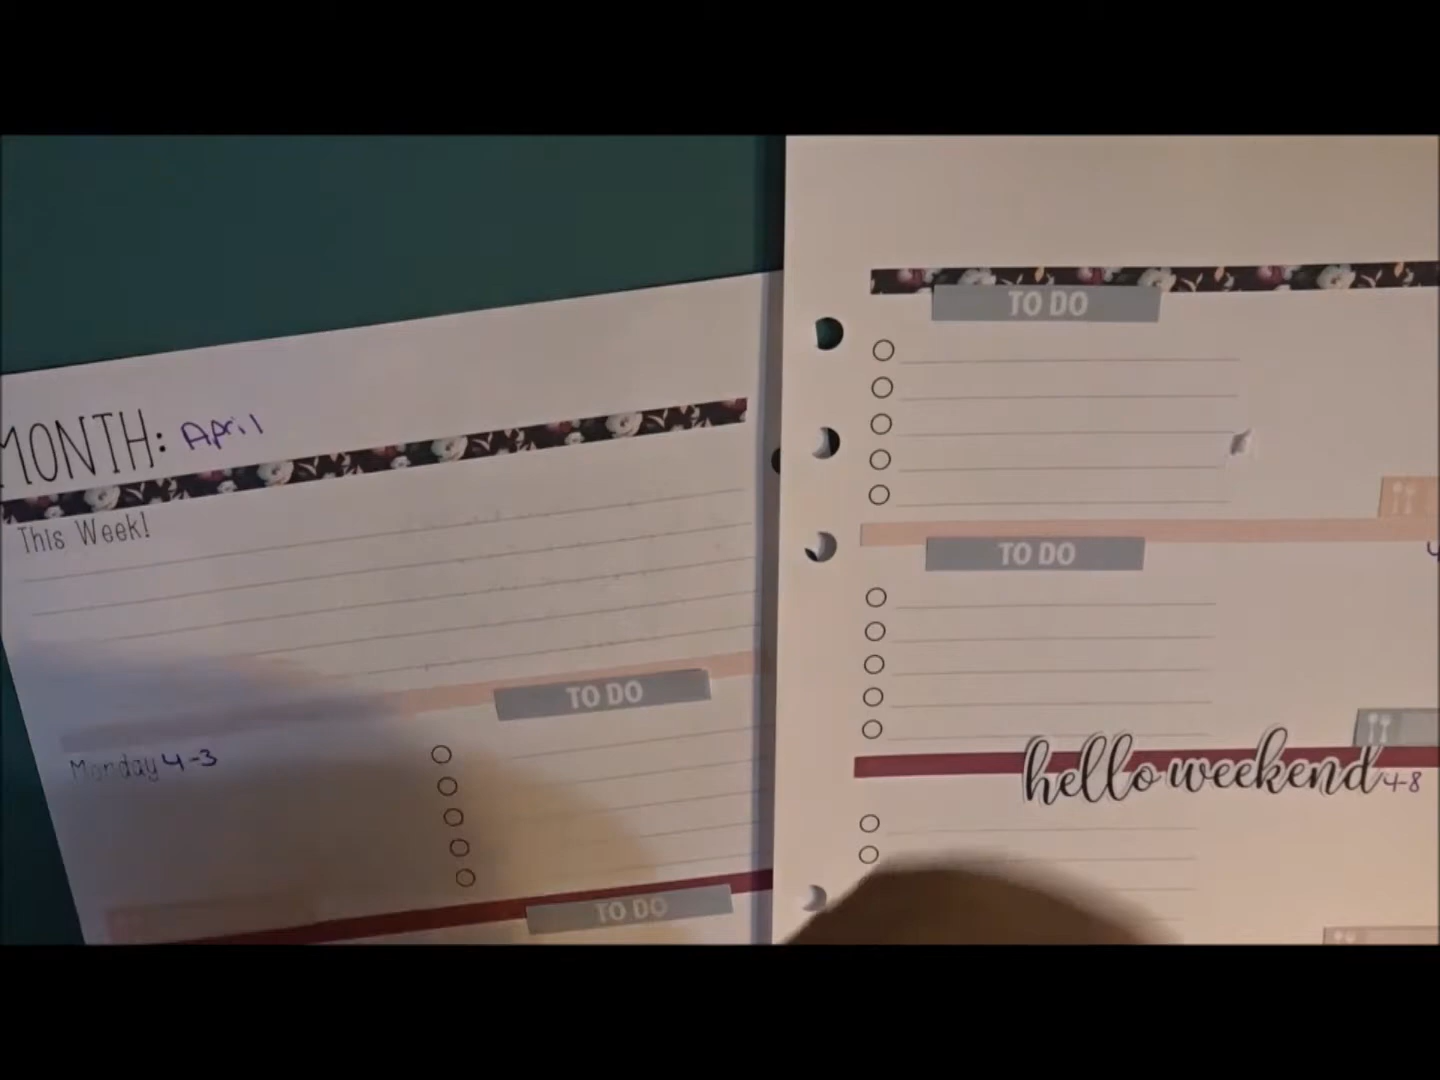 MONTH: April
This Week!
TO DO
Monday 4-3
TO DO
TO DO
TO DO
hello weekend 4-8